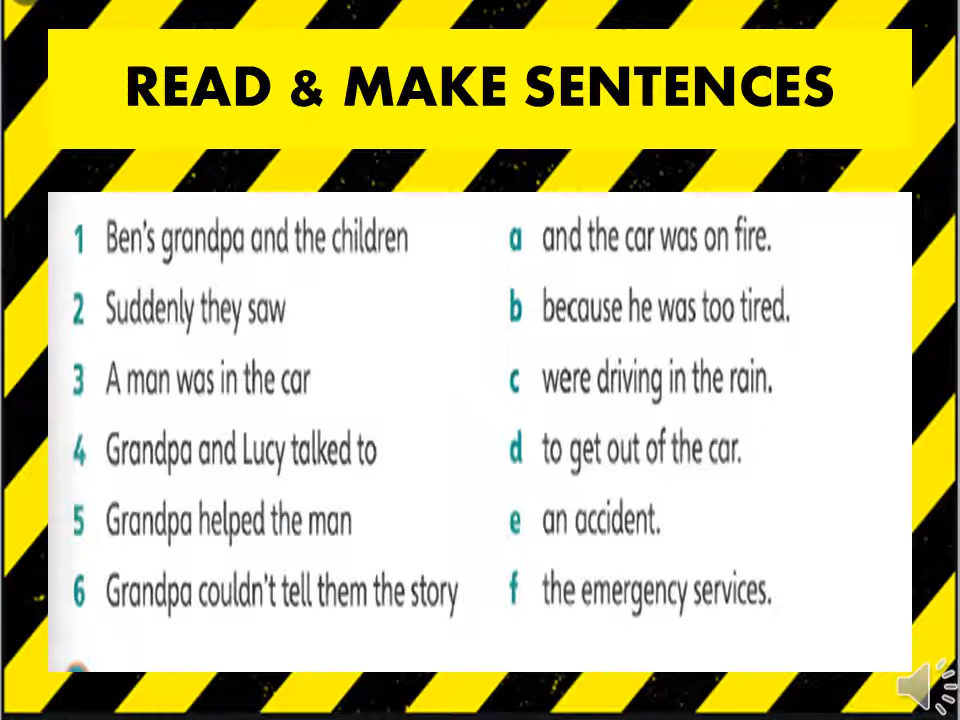 READ & MAKE SENTENCES
1 Ben's grandpa and the children
a and the car was on fire.
2 Suddenly they saw
b because he was too tired.
3 A man was in the car
c were driving in the rain.
4 Grandpa and Lucy talked to
d to get out of the car.
5 Grandpa helped the man
e an accident.
6 Grandpa couldn't tell them the story
f the emergency services.